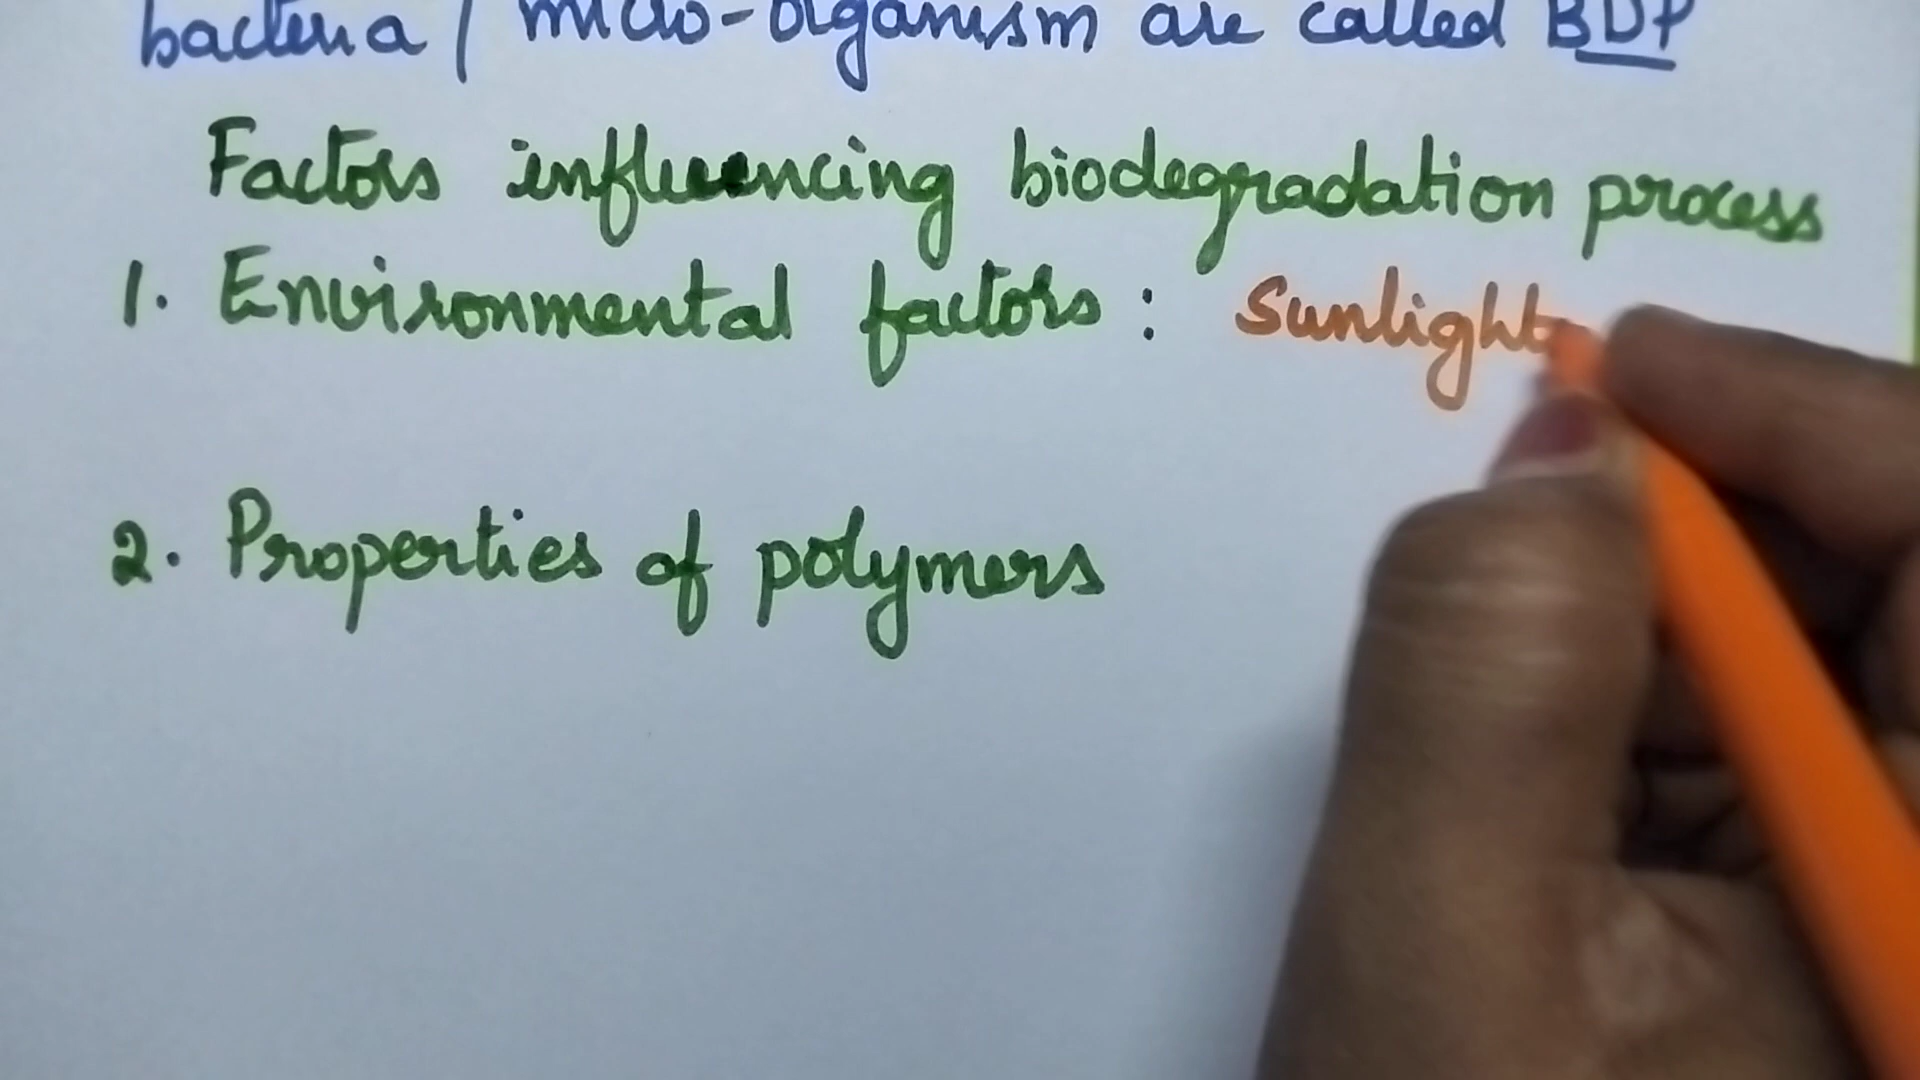 bacteria / micro-organism are called BDP
Factors influencing biodegradation process
1. Environmental factors : Sunlight
2. Properties of polymers